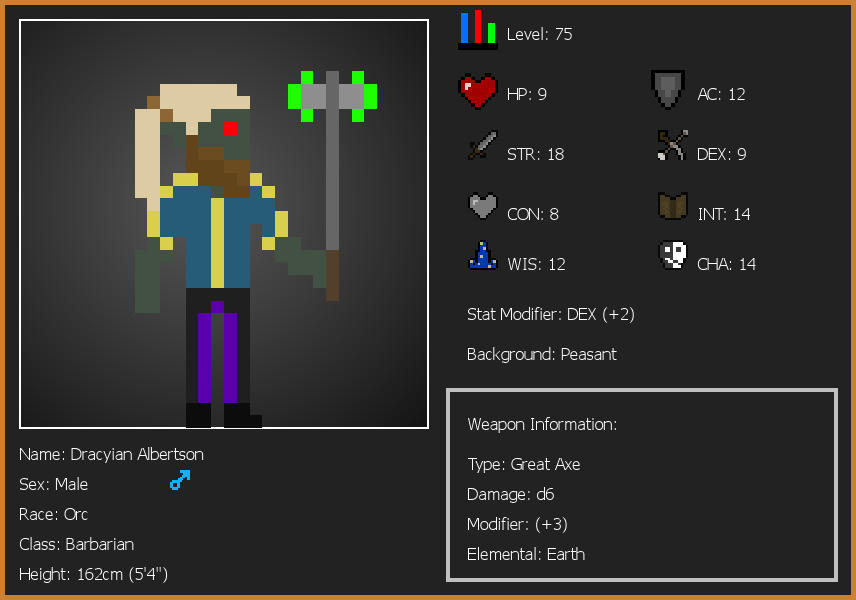 Level: 75
HP: 9
AC: 12
STR: 18
DEX: 9
CON: 8
INT: 14
WIS: 12
CHA: 14
Stat Modifier: DEX (+2)
Background: Peasant
Weapon Information:
Type: Great Axe
Damage: d6
Modifier: (+3)
Elemental: Earth
Name: Dracyian Albertson
Sex: Male
Race: Orc
Class: Barbarian
Height: 162cm (5'4")